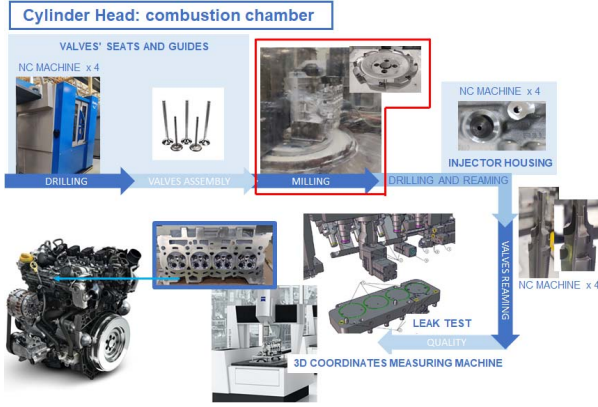 Cylinder Head: combustion chamber
VALVES' SEATS AND GUIDES
NC MACHINE x 4
DRILLING
VALVES ASSEMBLY
MILLING
NC MACHINE x 4
INJECTOR HOUSING
DRILLING AND REAMING
VALVES REAMING
NC MACHINE x 4
LEAK TEST
QUALITY
3D COORDINATES MEASURING MACHINE